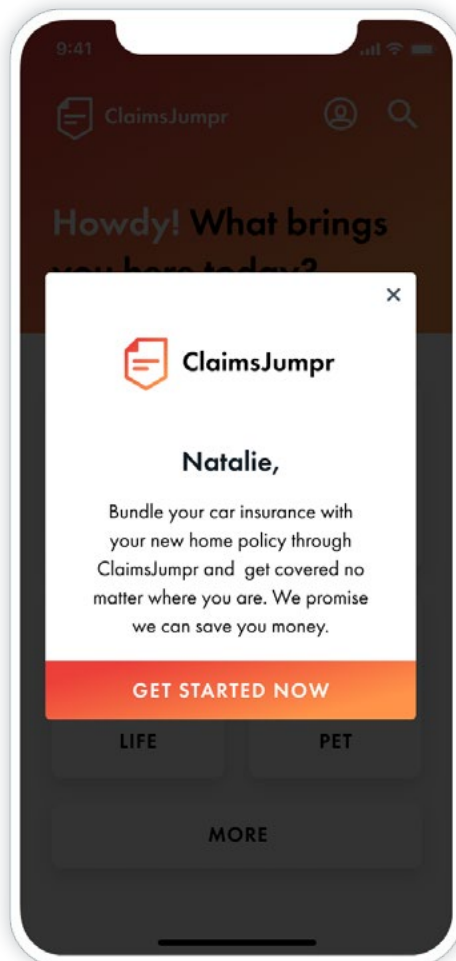 9:41
ClaimsJumpr
Howdy! What brings
you here today?
ClaimsJumpr
Natalie,
Bundle your car insurance with
your new home policy through
ClaimsJumpr and get covered no
matter where you are. We promise
we can save you money.
GET STARTED NOW
LIFE PET
MORE